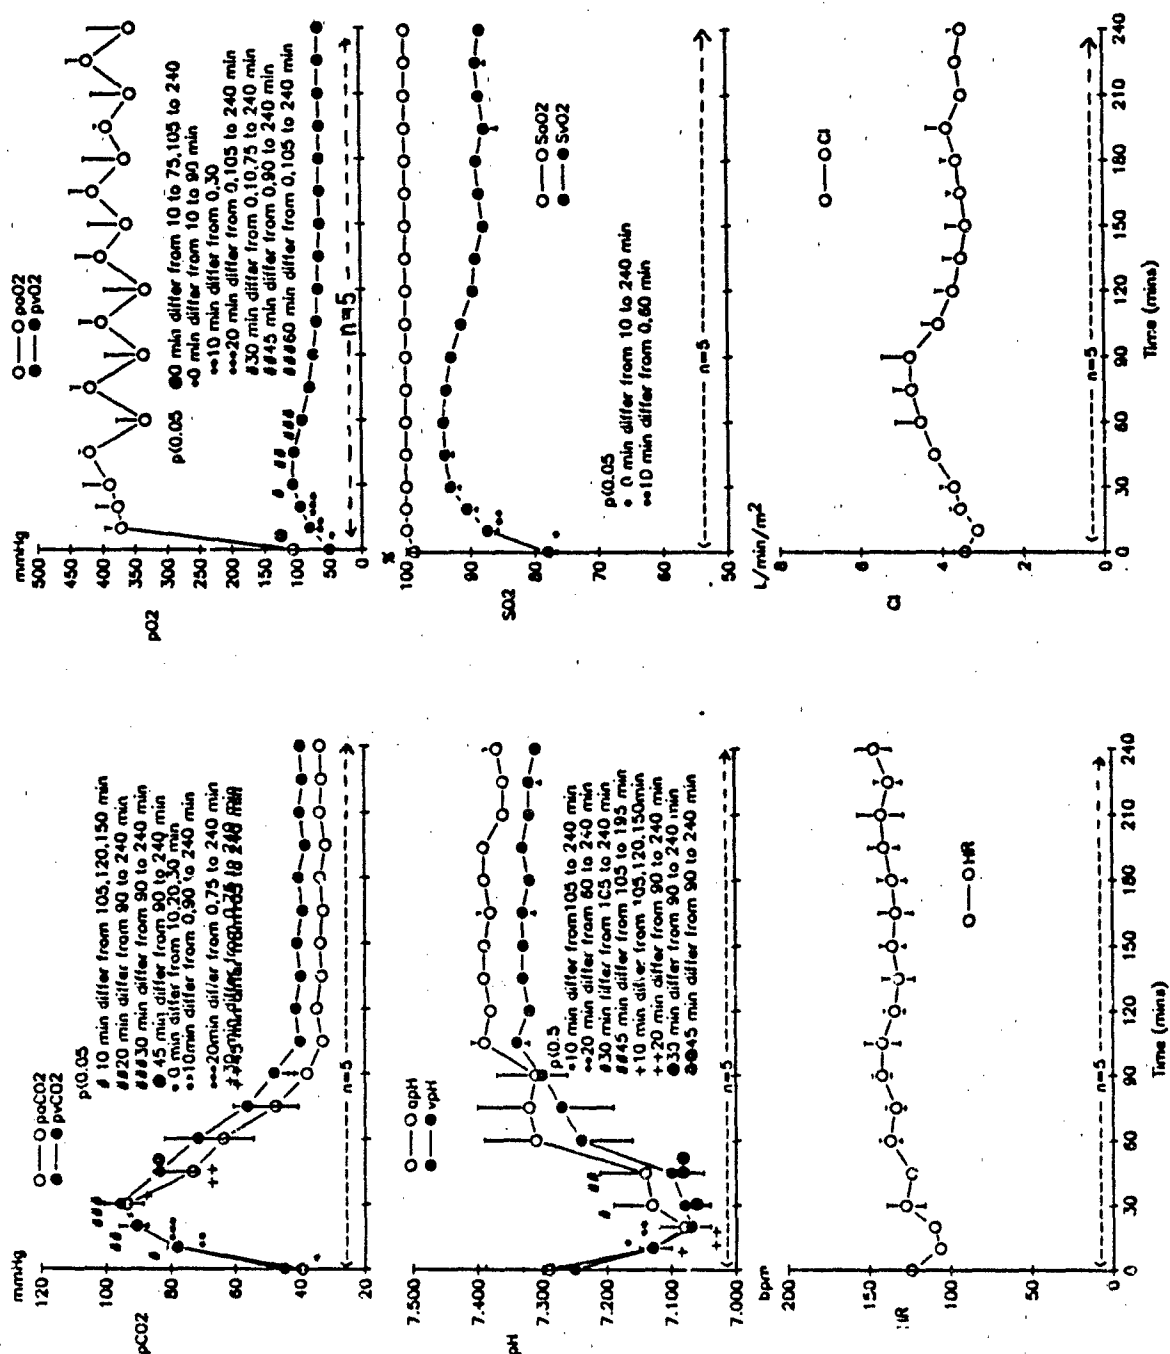 mmHg
500
450
400
350
300
250
200
150
100
50
0
pO2
paO2
pvO2
p<0.05
@0 min differ from 10 to 75,105 to 240
*0 min differ from 10 to 90 min
**10 min differ from 0,30
***20 min differ from 0,105 to 240 min
#30 min differ from 0,10,75 to 240 min
##45 min differ from 0,90 to 240 min
###60 min differ from 0,105 to 240 min
n=5
%
100
90
80
70
60
50
SO2
SaO2
SvO2
p<0.05
* 0 min differ from 10 to 240 min
**10 min differ from 0,60 min
n=5
L/min/m2
8
6
4
2
0
CI
CI
n=5
0 30 60 90 120 150 180 210 240
Time (mins)
mmHg
120
100
80
60
40
20
pCO2
paCO2
pvCO2
p<0.05
# 10 min differ from 105,120,150 min
##20 min differ from 90 to 240 min
###30 min differ from 90 to 240 min
@ 45 min differ from 90 to 240 min
* 0 min differ from 10,20,30 min
**10min differ from 0,90 to 240 min
***20min differ from 0,75 to 240 min
n=5
7.500
7.400
7.300
7.200
7.100
7.000
pH
apH
vpH
p<0.5
*10 min differ from105 to 240 min
**20 min differ from 60 to 240 min
#30 min differ from 105 to 240 min
##45 min differ from 105 to 195 min
+10 min differ from 105,120,150min
++20 min differ from 90 to 240 min
@30 min differ from 90 to 240 min
@@45 min differ from 90 to 240 min
n=5
bpm
200
150
100
50
0
HR
HR
n=5
0 30 60 90 120 150 180 210 240
Time (mins)